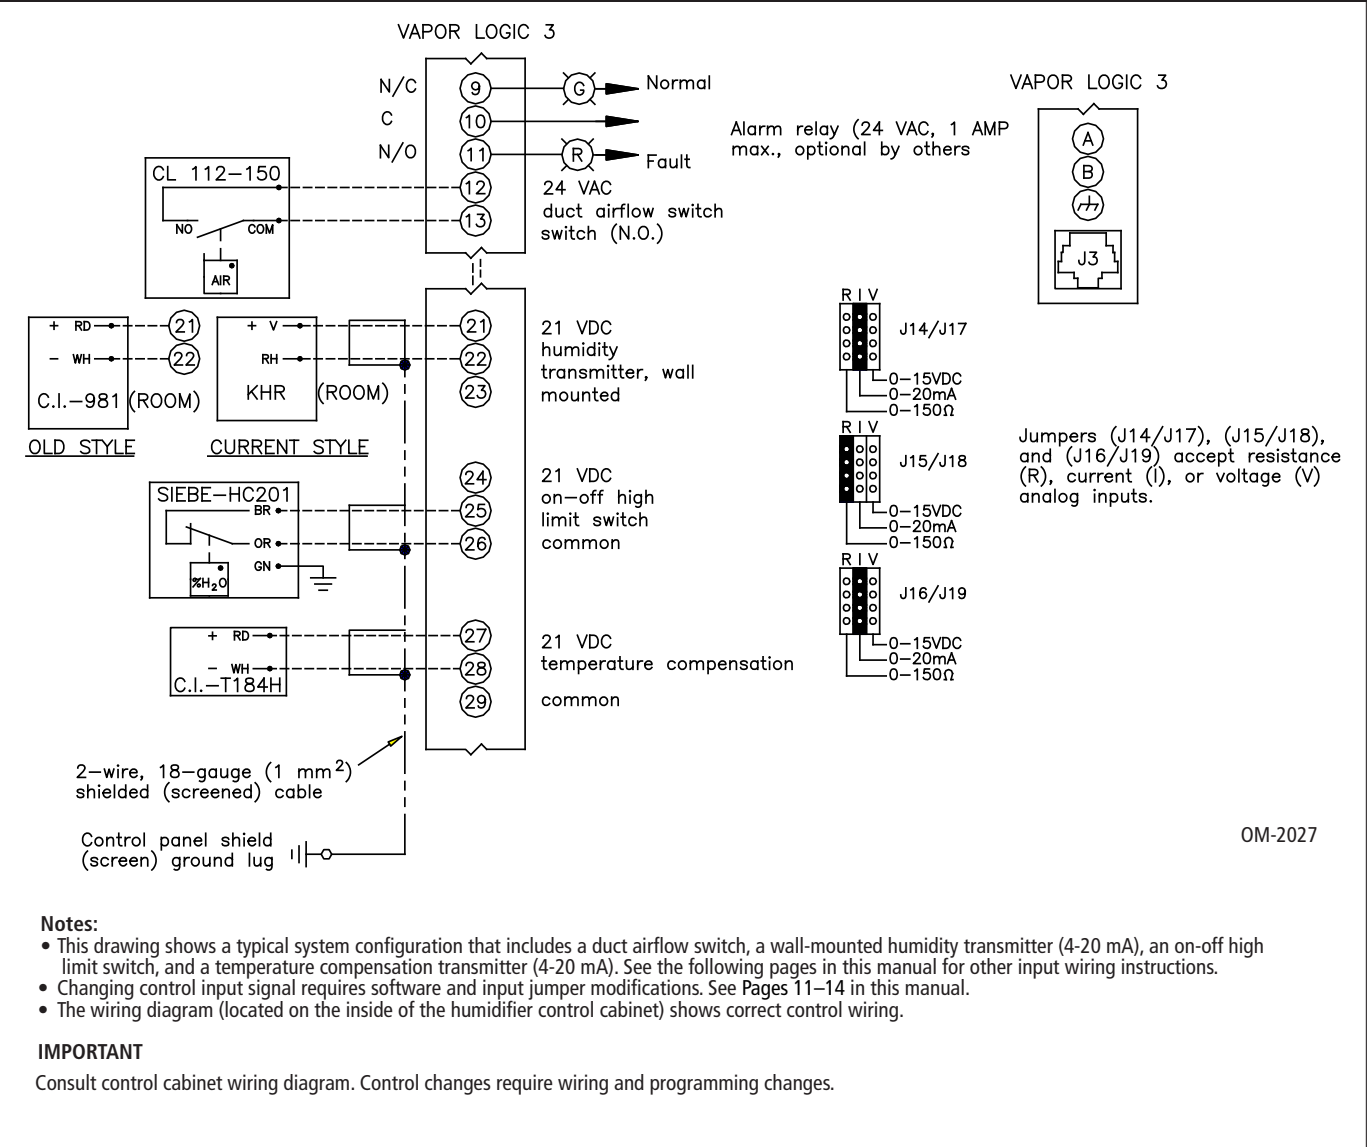 VAPOR LOGIC 3
N/C
9
G
Normal
C
10
N/O
11
R
Fault
Alarm relay (24 VAC, 1 AMP
max., optional by others
VAPOR LOGIC 3
A
B
J3
CL 112-150
NO
COM
AIR
12
13
24 VAC
duct airflow switch
switch (N.O.)
+ RD
- WH
C.I.-981
(ROOM)
OLD STYLE
21
22
+ V
RH
KHR
(ROOM)
CURRENT STYLE
21
22
23
21 VDC
humidity
transmitter, wall
mounted
R I V
J14/J17
0-15VDC
0-20mA
0-150Ω
SIEBE-HC201
BR
OR
GN
%H2O
24
25
26
21 VDC
on-off high
limit switch
common
R I V
J15/J18
0-15VDC
0-20mA
0-150Ω
Jumpers (J14/J17), (J15/J18),
and (J16/J19) accept resistance
(R), current (I), or voltage (V)
analog inputs.
R I V
J16/J19
0-15VDC
0-20mA
0-150Ω
+ RD
- WH
C.I.-T184H
27
28
29
21 VDC
temperature compensation
common
2-wire, 18-gauge (1 mm2)
shielded (screened) cable
Control panel shield
(screen) ground lug
OM-2027
Notes:
• This drawing shows a typical system configuration that includes a duct airflow switch, a wall-mounted humidity transmitter (4-20 mA), an on-off high
limit switch, and a temperature compensation transmitter (4-20 mA). See the following pages in this manual for other input wiring instructions.
• Changing control input signal requires software and input jumper modifications. See Pages 11–14 in this manual.
• The wiring diagram (located on the inside of the humidifier control cabinet) shows correct control wiring.
IMPORTANT
Consult control cabinet wiring diagram. Control changes require wiring and programming changes.